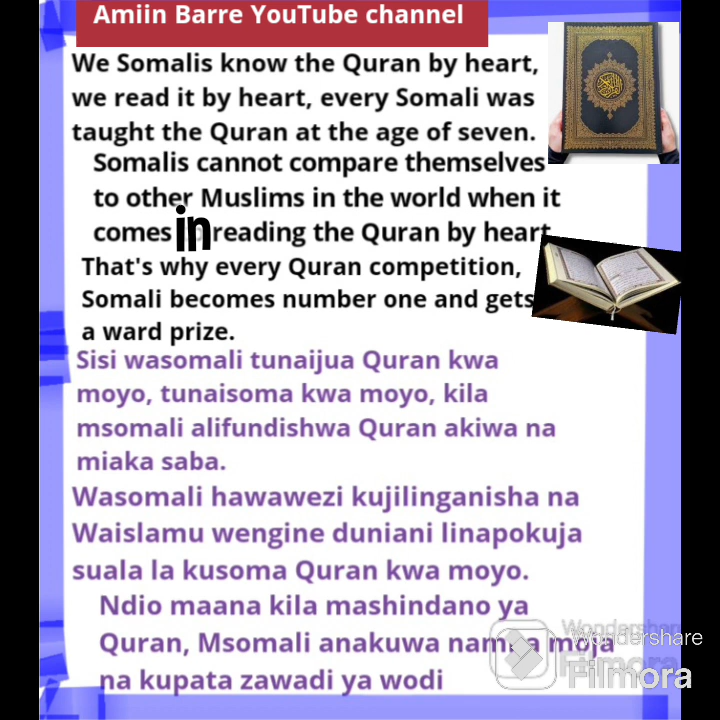 Amiin Barre YouTube channel
We Somalis know the Quran by heart,
we read it by heart, every Somali was
taught the Quran at the age of seven.
Somalis cannot compare themselves
to other Muslims in the world when it
comes in reading the Quran by heart
That's why every Quran competition,
Somali becomes number one and gets
a ward prize.
Sisi wasomali tunaijua Quran kwa
moyo, tunaisoma kwa moyo, kila
msomali alifundishwa Quran akiwa na
miaka saba.
Wasomali hawawezi kujilinganisha na
Waislamu wengine duniani linapokuja
suala la kusoma Quran kwa moyo.
Ndio maana kila mashindano ya
Quran, Msomali anakuwa namba moja
na kupata zawadi ya wodi
Wondershare
Filmora